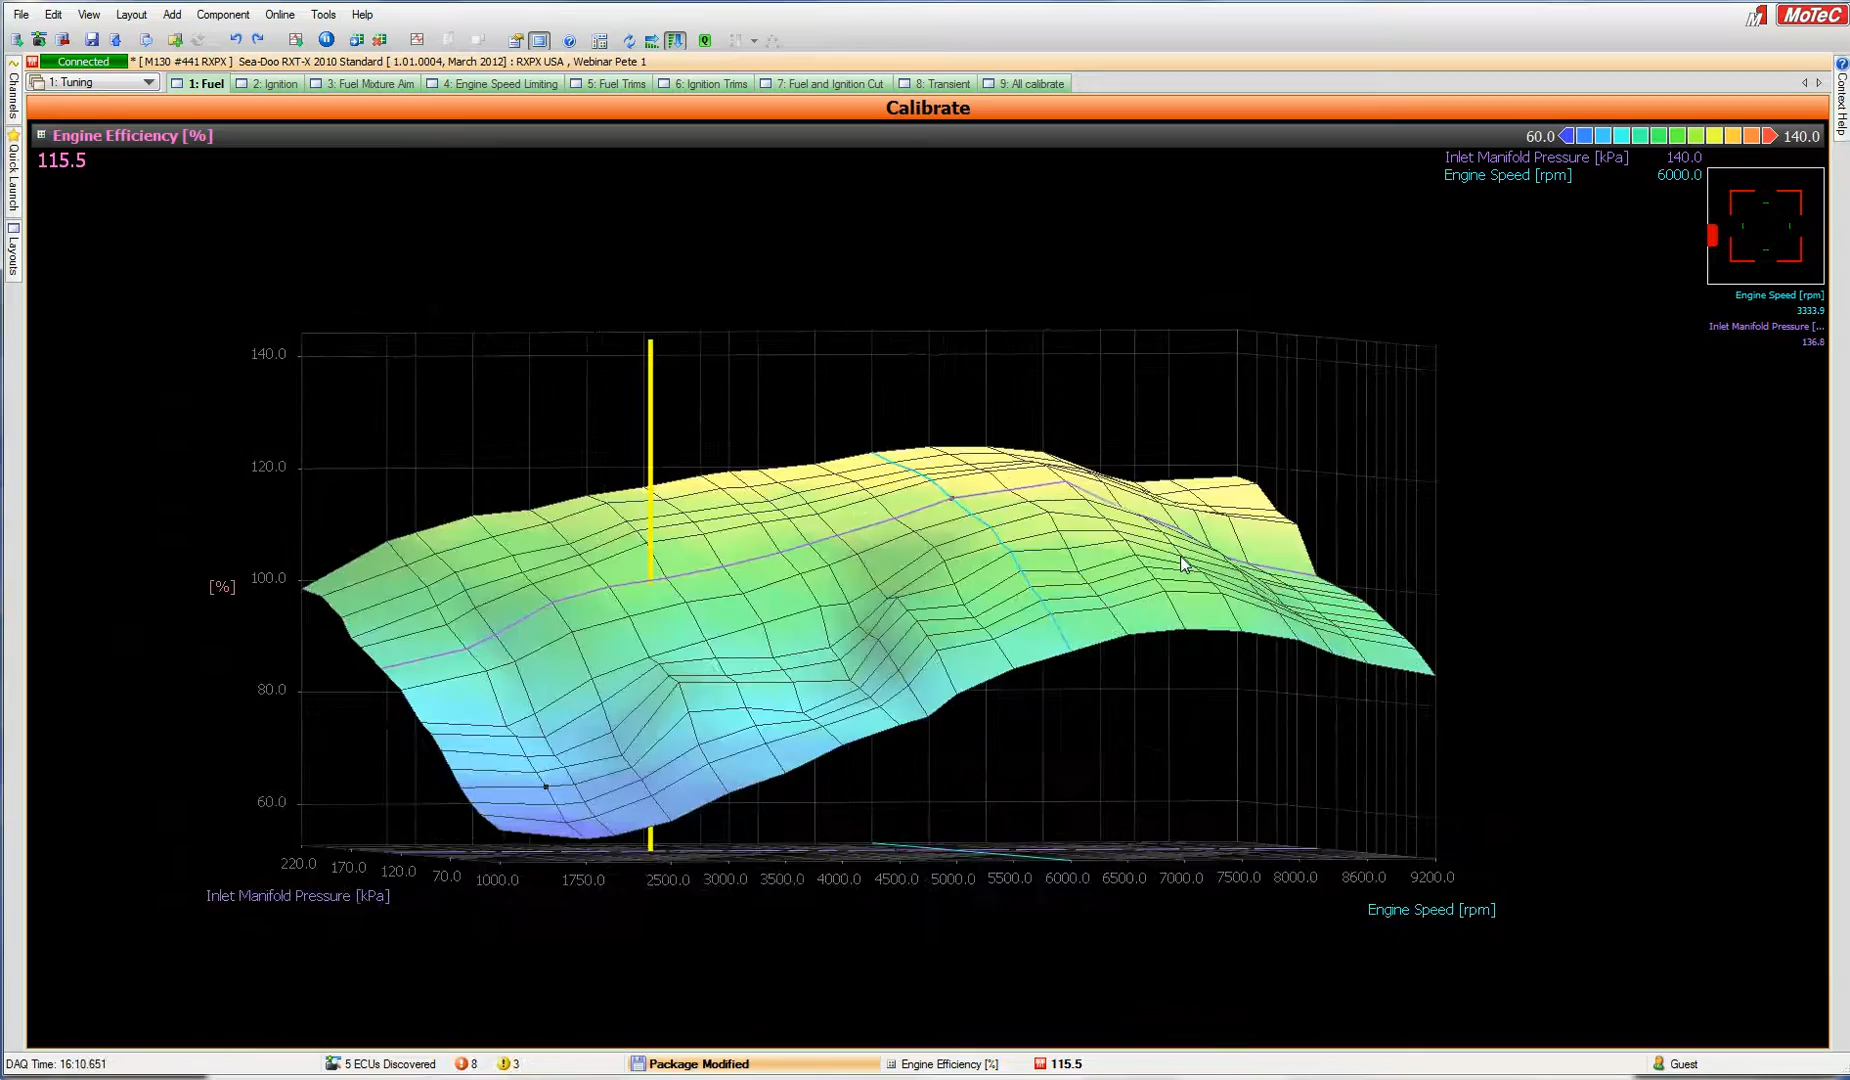 File Edit View Layout Add Component Online Tools Help
MoTeC
Q
Connected * [ M130 #441 RXPX ] Sea-Doo RXT-X 2010 Standard [ 1.01.0004, March 2012] : RXPX USA , Webinar Pete 1
1: Tuning 1: Fuel 2: Ignition 3: Fuel Mixture Aim 4: Engine Speed Limiting 5: Fuel Trims 6: Ignition Trims 7: Fuel and Ignition Cut 8: Transient 9: All calibrate
Channels
Quick Launch
Layouts
Context Help
Calibrate
Engine Efficiency [%] 60.0 140.0
115.5
Inlet Manifold Pressure [kPa] 140.0
Engine Speed [rpm] 6000.0
Engine Speed [rpm]
3333.9
Inlet Manifold Pressure [...
136.8
140.0
120.0
100.0
[%]
80.0
60.0
220.0 170.0 120.0 70.0 1000.0 1750.0 2500.0 3000.0 3500.0 4000.0 4500.0 5000.0 5500.0 6000.0 6500.0 7000.0 7500.0 8000.0 8600.0 9200.0
Inlet Manifold Pressure [kPa]
Engine Speed [rpm]
DAQ Time: 16:10.651 5 ECUs Discovered 8 3 Package Modified Engine Efficiency [%] 115.5 Guest